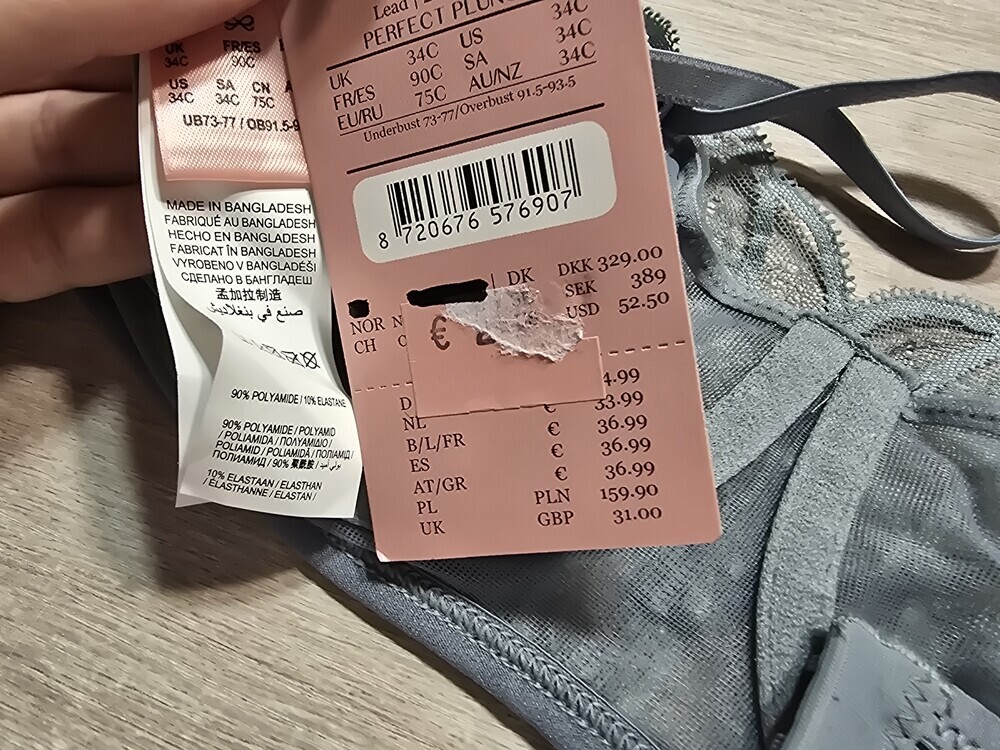 UK FR/ES
34C 90C
US SA CN
34C 34C 75C
UB73-77 / OB91.5-9
MADE IN BANGLADESH
FABRIQUÉ AU BANGLADESH
HECHO EN BANGLADESH
FABRICAT ÎN BANGLADEȘ
VYROBENO V BANGLADÉŠI
СДЕЛАНО В БАНГЛАДЕШ
孟加拉制造
صنع في بنغلاديش
90% POLYAMIDE / 10% ELASTANE
90% POLYAMIDE / POLYAMID
/ POLIAMIDA / ПОЛУАМІΔІО /
POLIAMID / POLIAMIDĂ / ПОЛІАМІД /
ПОЛИАМИД / 90% 聚酰胺 /
10% ELASTAAN / ELASTHAN
/ ÉLASTHANNE / ELASTAN /
Lead
PERFECT PLUN
34C
UK 34C US 34C
FR/ES 90C SA 34C
EU/RU 75C AU/NZ 34C
Underbust 73-77/Overbust 91.5-93.5
8 720676 576907
DK DKK 329.00
SEK 389
NOR N USD 52.50
CH C €
4.99
D € 33.99
NL € 36.99
B/L/FR € 36.99
ES € 36.99
AT/GR
PL PLN 159.90
UK GBP 31.00